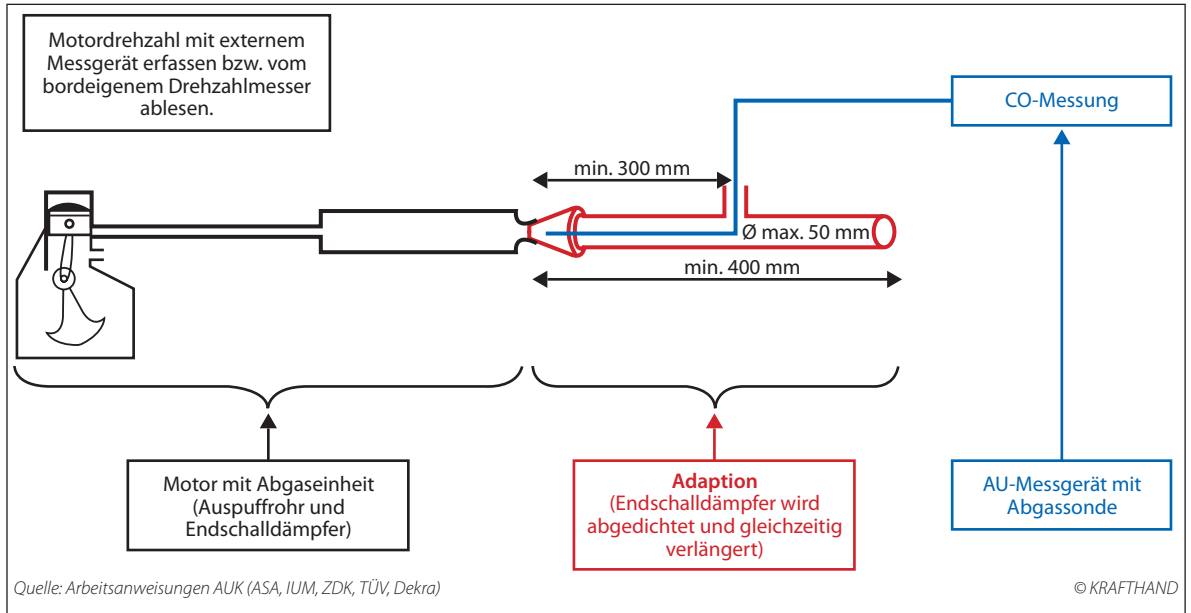 Motordrehzahl mit externem
Messgerät erfassen bzw. vom
bordeigenem Drehzahlmesser
ablesen.
CO-Messung
min. 300 mm
Ø max. 50 mm
min. 400 mm
Motor mit Abgaseinheit
(Auspuffrohr und
Endschalldämpfer)
Adaption
(Endschalldämpfer wird
abgedichtet und gleichzeitig
verlängert)
AU-Messgerät mit
Abgassonde
Quelle: Arbeitsanweisungen AUK (ASA, IUM, ZDK, TÜV, Dekra)
© KRAFTHAND